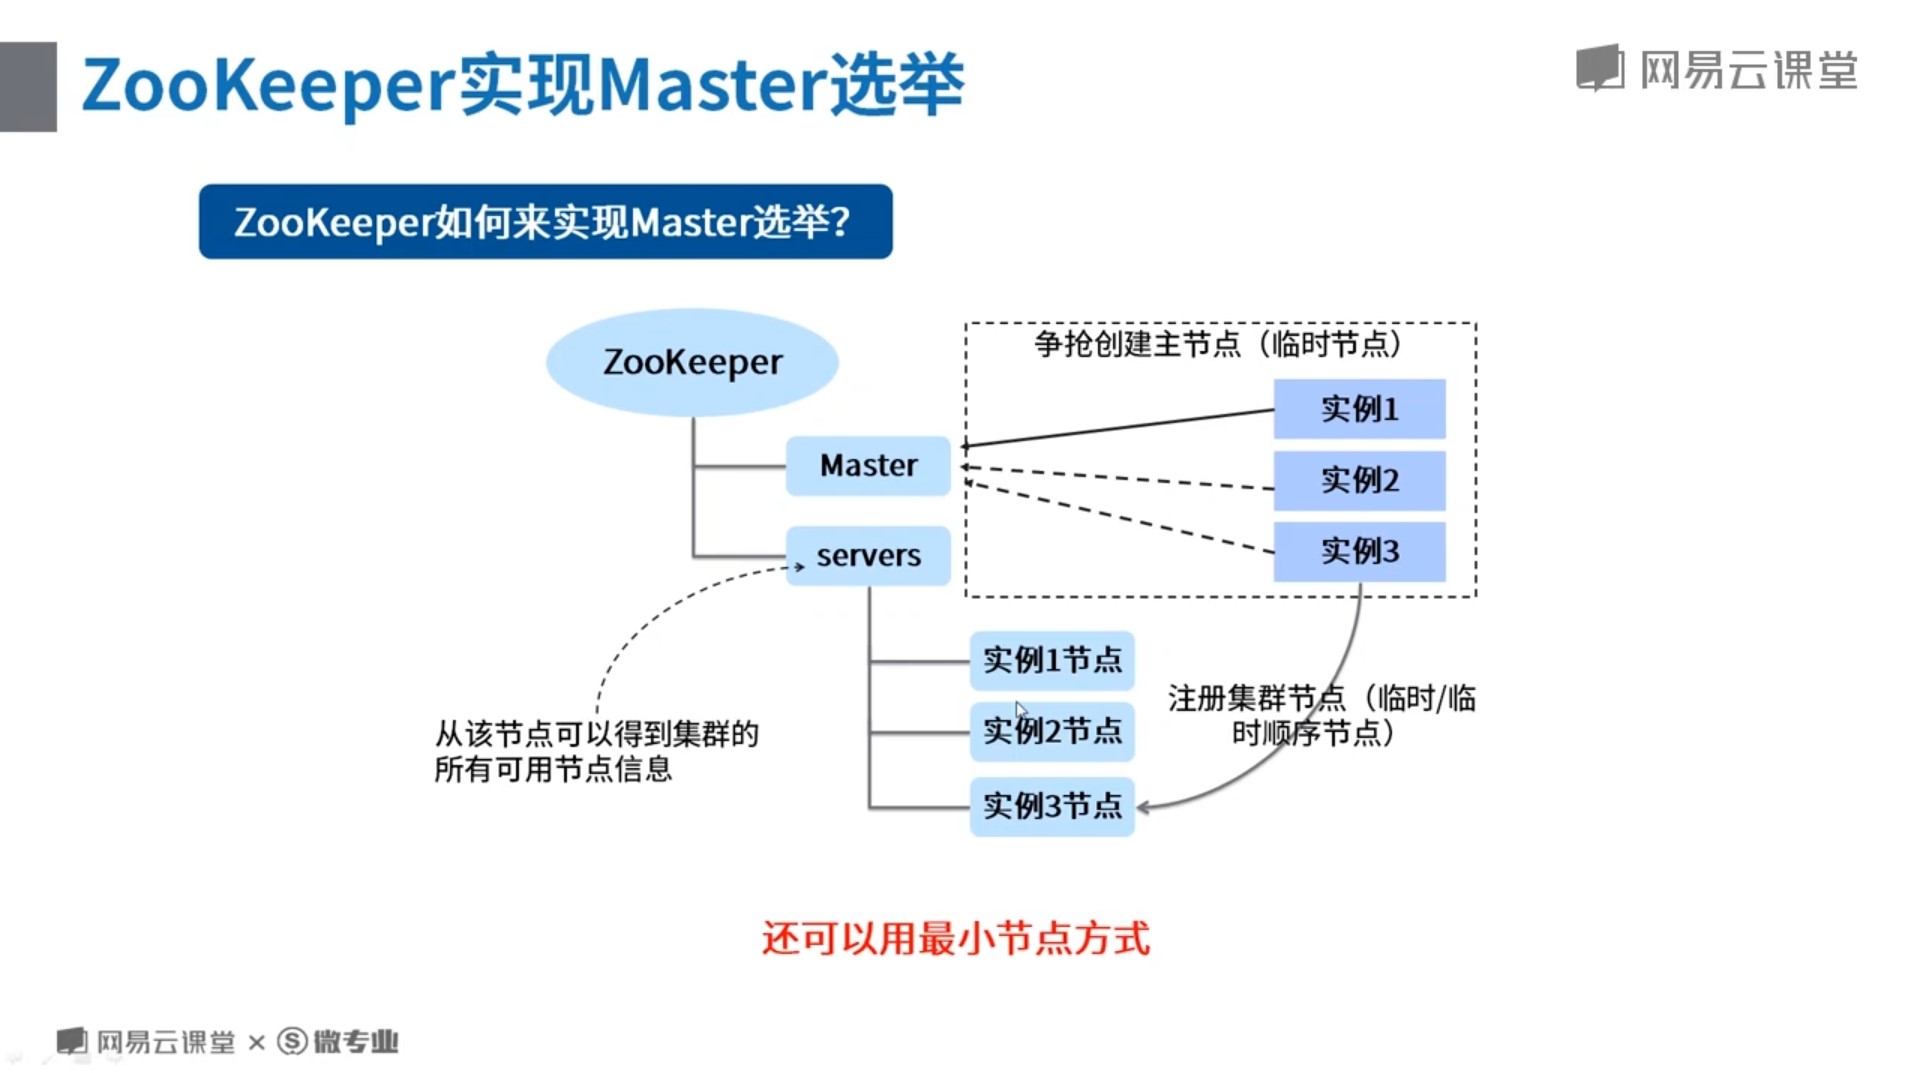 ZooKeeper实现Master选举
网易云课堂
ZooKeeper如何来实现Master选举?
ZooKeeper
争抢创建主节点（临时节点）
实例1
Master
实例2
实例3
servers
实例1节点
注册集群节点（临时/临
时顺序节点）
从该节点可以得到集群的
所有可用节点信息
实例2节点
实例3节点
还可以用最小节点方式
网易云课堂 × S 微专业